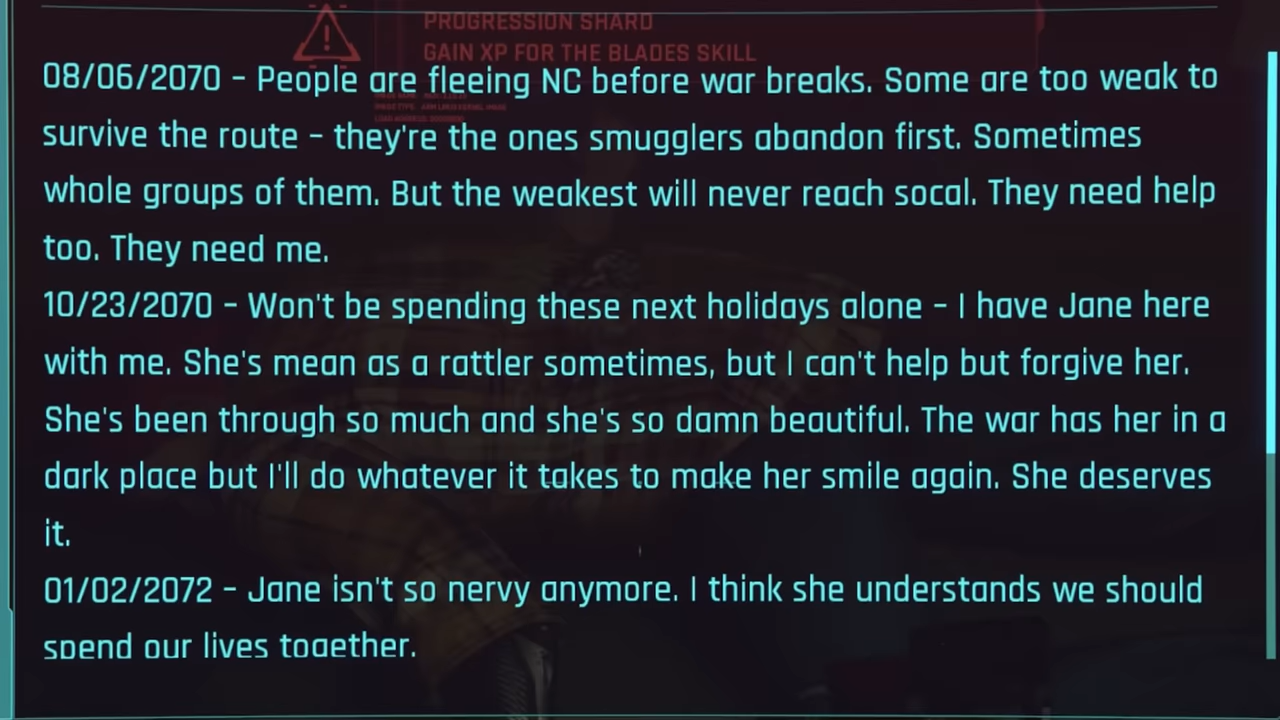 PROGRESSION SHARD
GAIN XP FOR THE BLADES SKILL
08/06/2070 – People are fleeing NC before war breaks. Some are too weak to
survive the route – they're the ones smugglers abandon first. Sometimes
whole groups of them. But the weakest will never reach socal. They need help
too. They need me.
10/23/2070 – Won't be spending these next holidays alone – I have Jane here
with me. She's mean as a rattler sometimes, but I can't help but forgive her.
She's been through so much and she's so damn beautiful. The war has her in a
dark place but I'll do whatever it takes to make her smile again. She deserves
it.
01/02/2072 – Jane isn't so nervy anymore. I think she understands we should
spend our lives together.